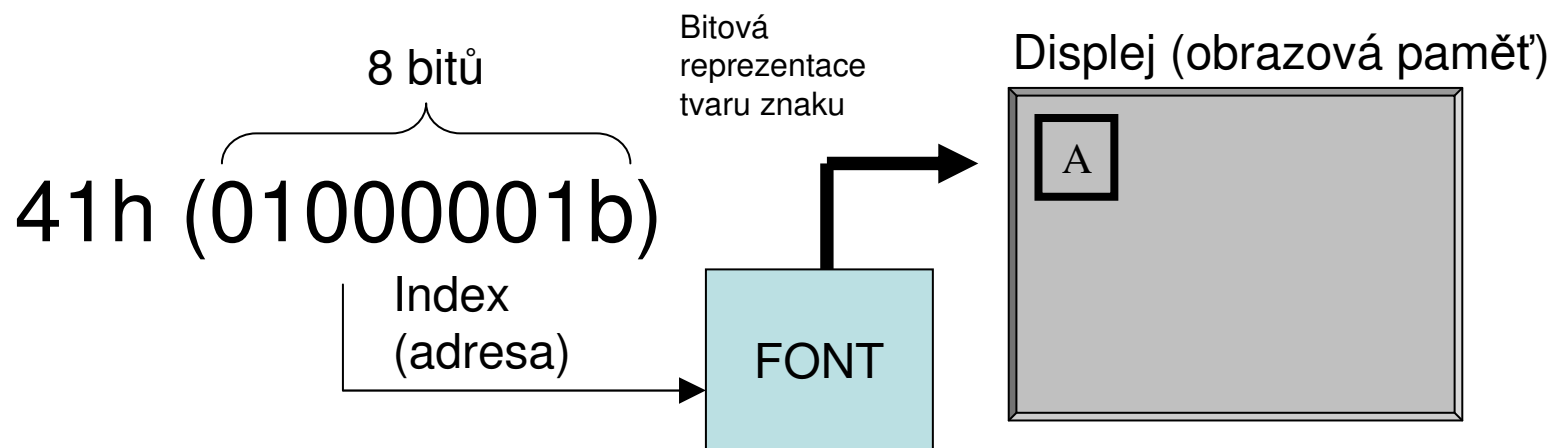 8 bitů
41h (01000001b)
Index
(adresa)
Bitová
reprezentace
tvaru znaku
FONT
Displej (obrazová paměť)
A